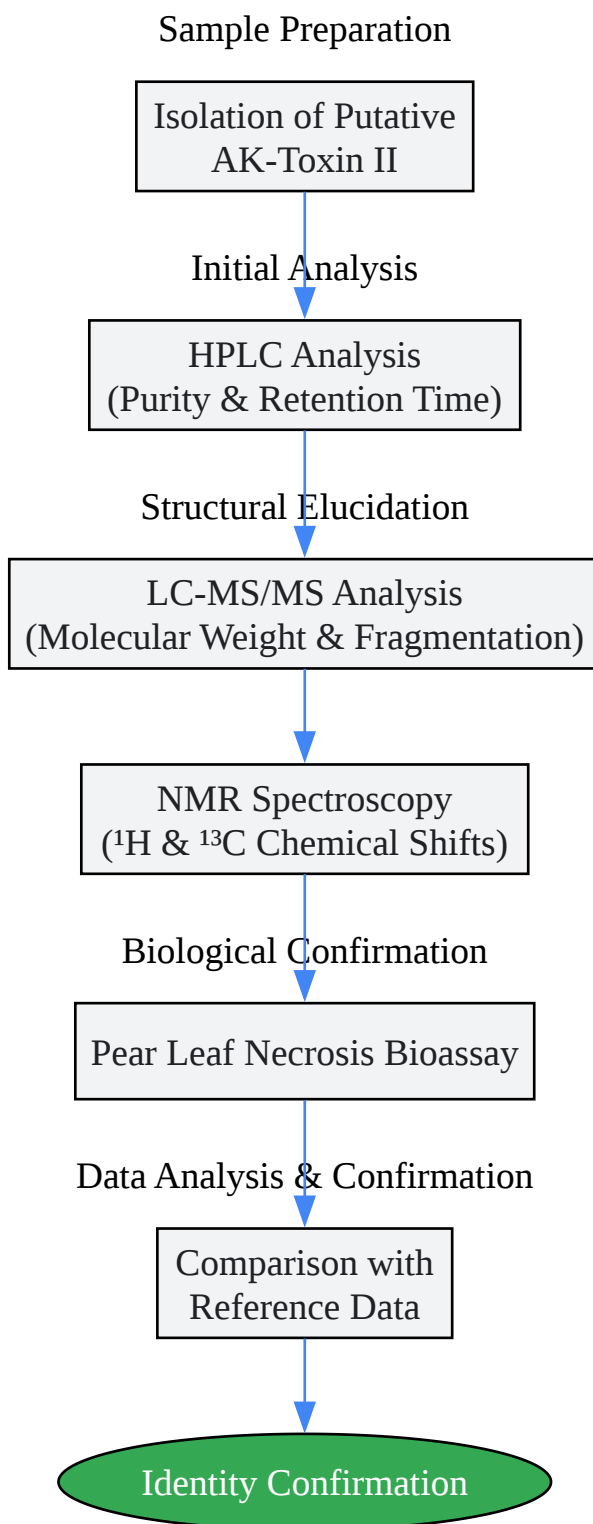 Sample Preparation
Isolation of Putative
AK-Toxin II
Initial Analysis
HPLC Analysis
(Purity & Retention Time)
Structural Elucidation
LC-MS/MS Analysis
(Molecular Weight & Fragmentation)
NMR Spectroscopy
(¹H & ¹³C Chemical Shifts)
Biological Confirmation
Pear Leaf Necrosis Bioassay
Data Analysis & Confirmation
Comparison with
Reference Data
Identity Confirmation